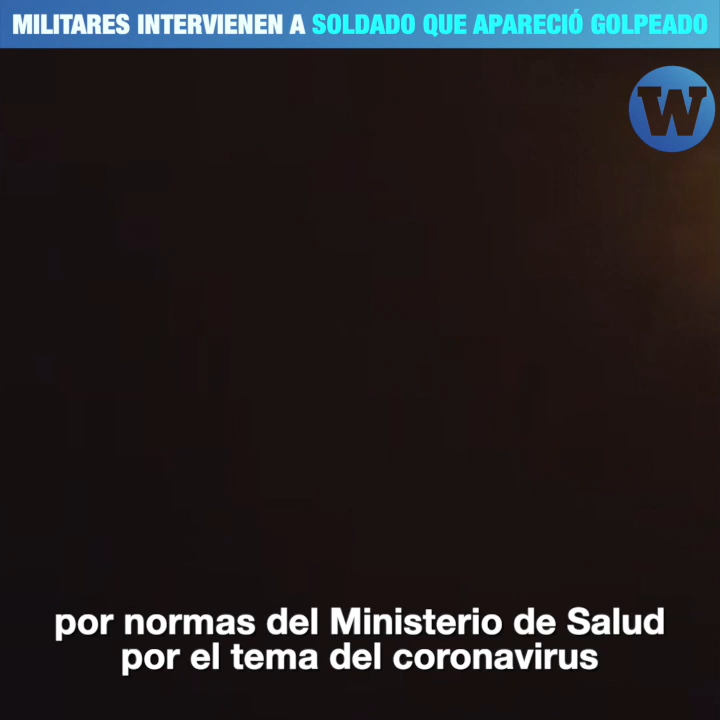 MILITARES INTERVIENEN A SOLDADO QUE APARECIÓ GOLPEADO
W
por normas del Ministerio de Salud
por el tema del coronavirus